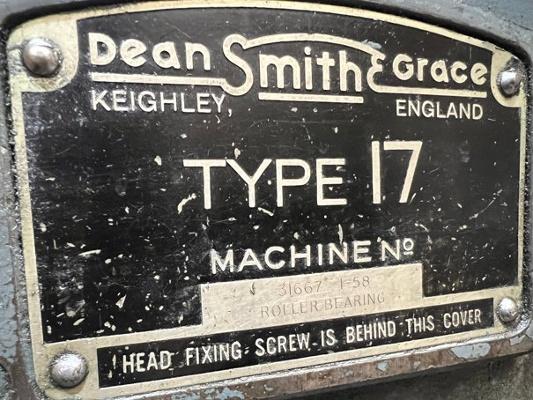 Dean Smith & Grace
KEIGHLEY, ENGLAND
TYPE 17
MACHINE No
31667 1-58
ROLLER BEARING
HEAD FIXING SCREW IS BEHIND THIS COVER